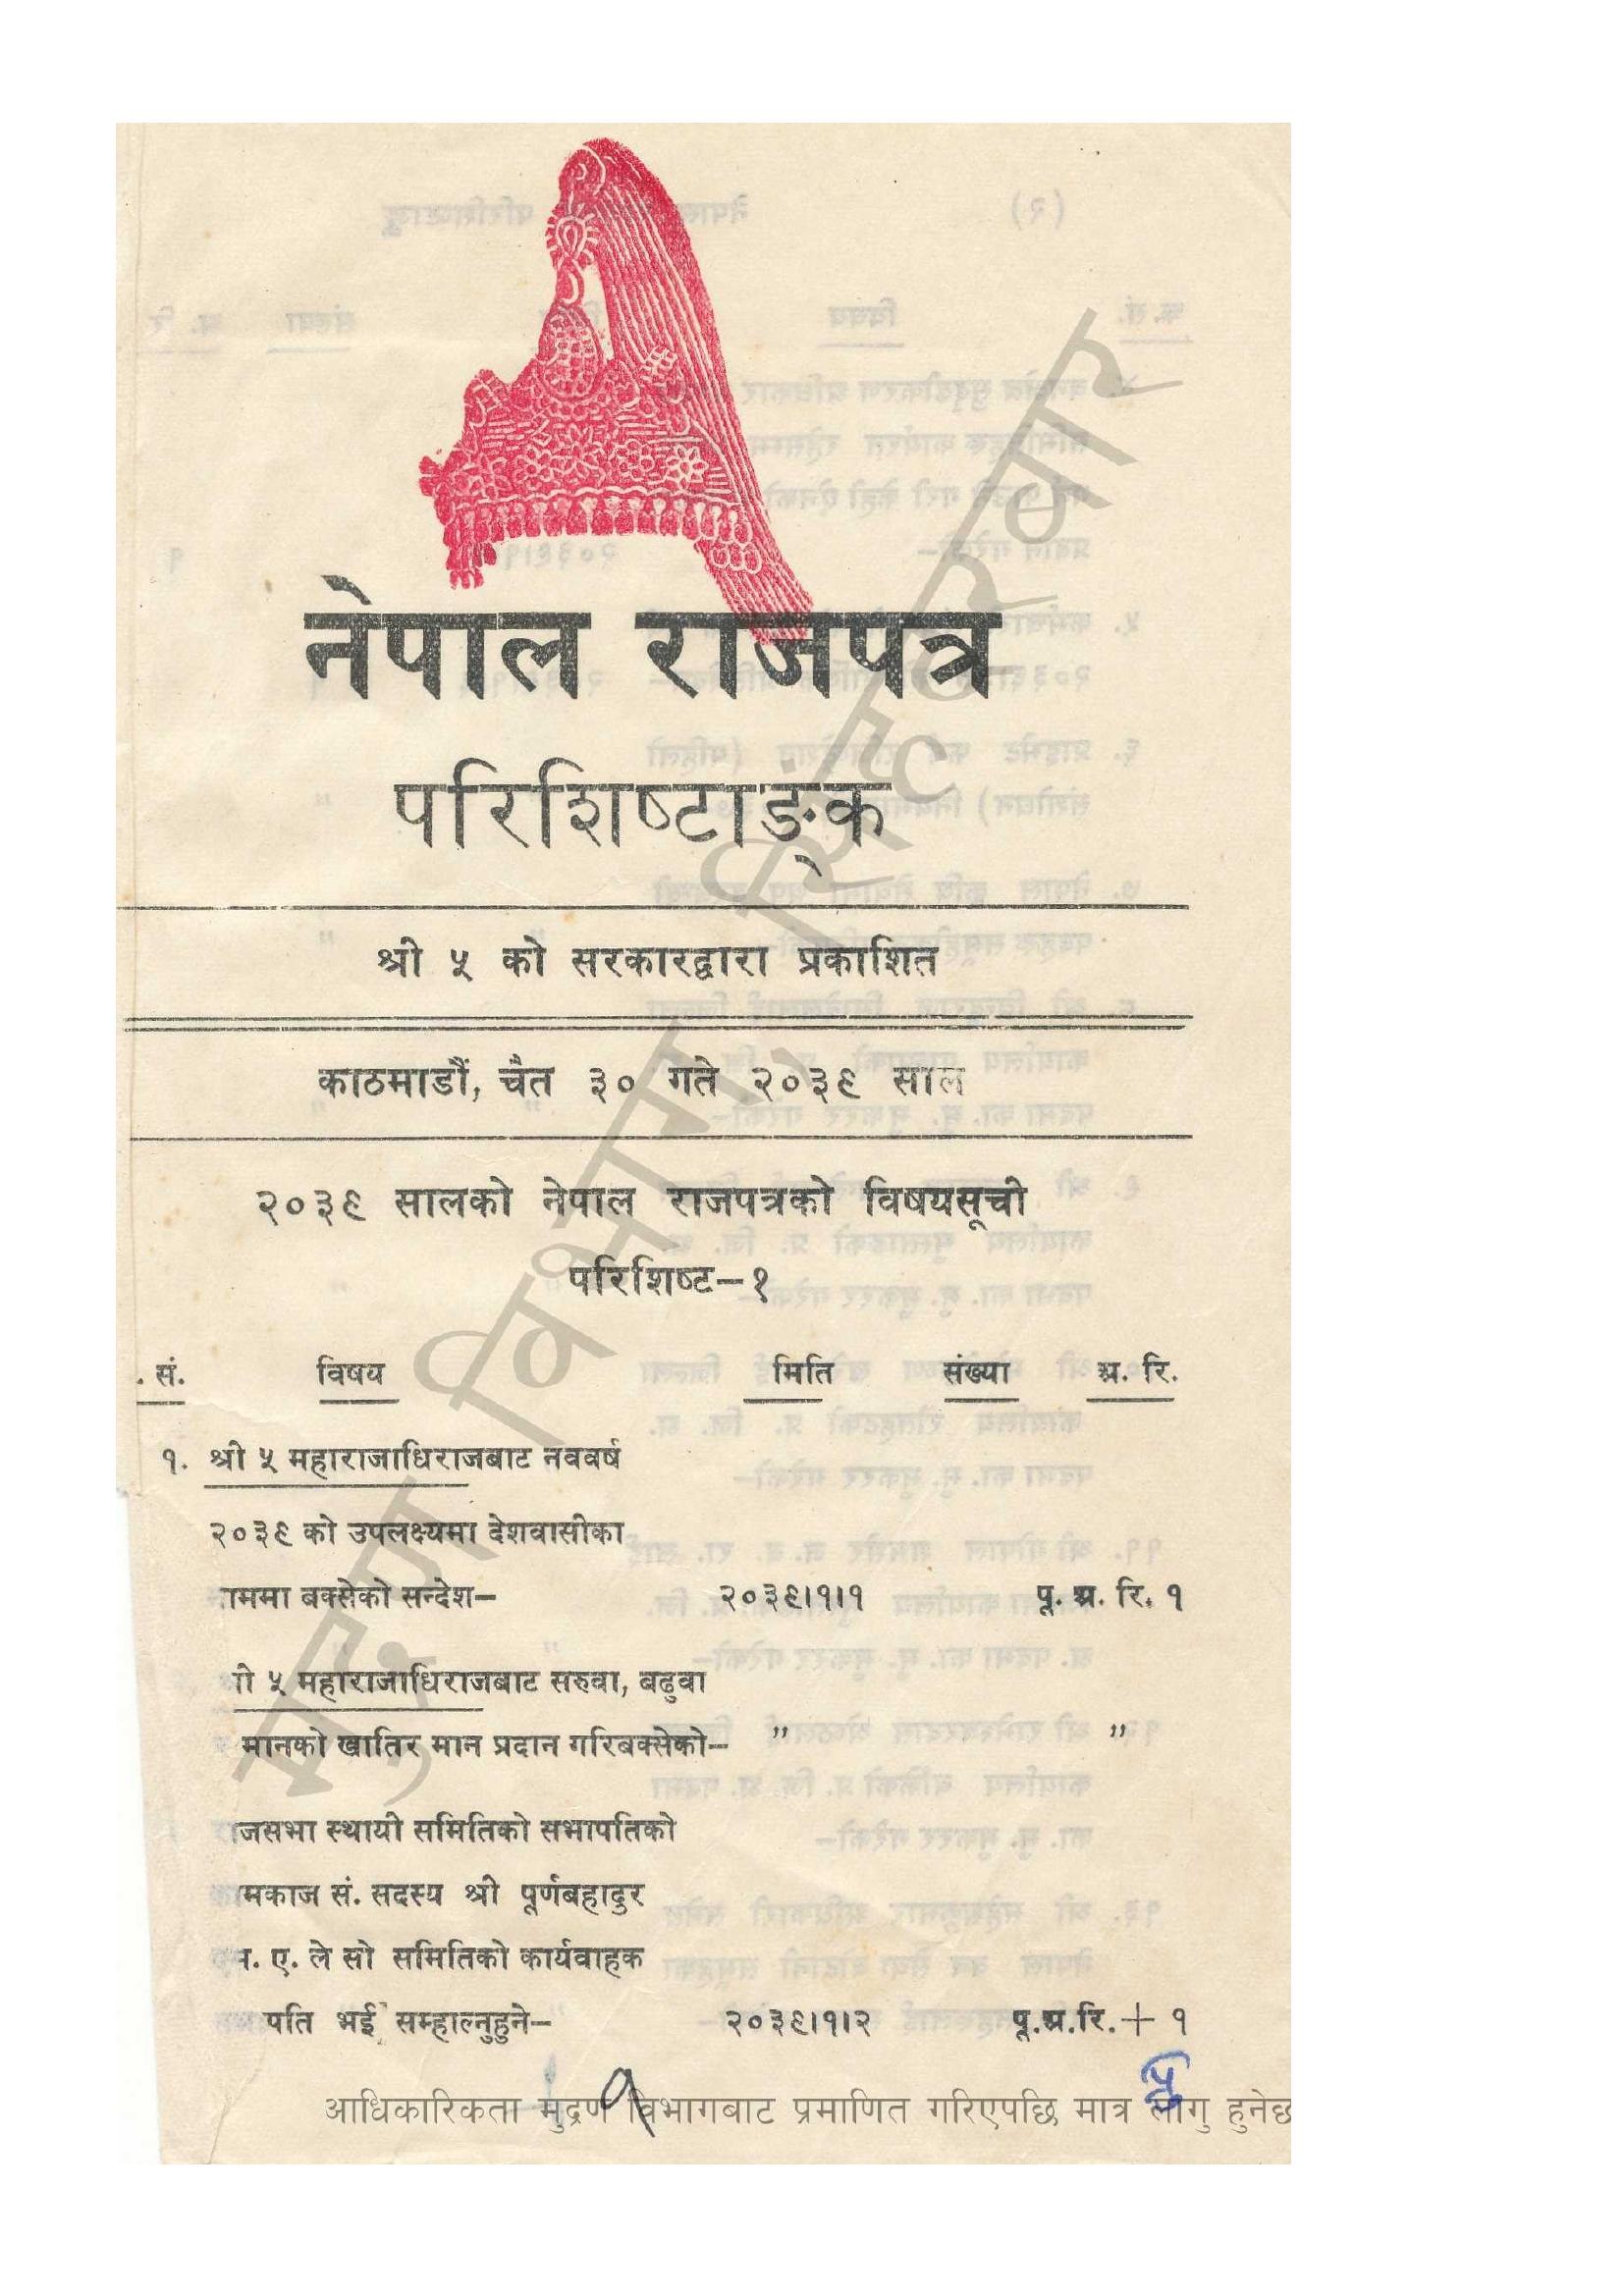 नेपाल राजपत्र
परिशिष्टाङ्क
श्री ५ को सरकारद्वारा प्रकाशित
काठमाडौं, चैत ३० गते २०३९ साल
२०३९ सालको नेपाल राजपत्रको विषयसूची
परिशिष्ट–१
. सं. विषय मिति संख्या अ. रि.
१. श्री ५ महाराजाधिराजबाट नववर्ष
२०३९ को उपलक्ष्यमा देशवासीका
नाममा बक्सेको सन्देश– २०३९।१।१ पू. अ. रि. १
श्री ५ महाराजाधिराजबाट सरुवा, बढुवा
मानको खातिर मान प्रदान गरिबक्सेको– ” ”
राजसभा स्थायी समितिको सभापतिको
कामकाज सं. सदस्य श्री पूर्णबहादुर
ए. ले सो समितिको कार्यवाहक
पति भई सम्हाल्नुहुने– २०३९।१।२ पू.अ.रि. + १
१
आधिकारिकता मुद्रण विभागबाट प्रमाणित गरिएपछि मात्र लागु हुनेछ
मुद्रण विभाग, सिंहदरवार